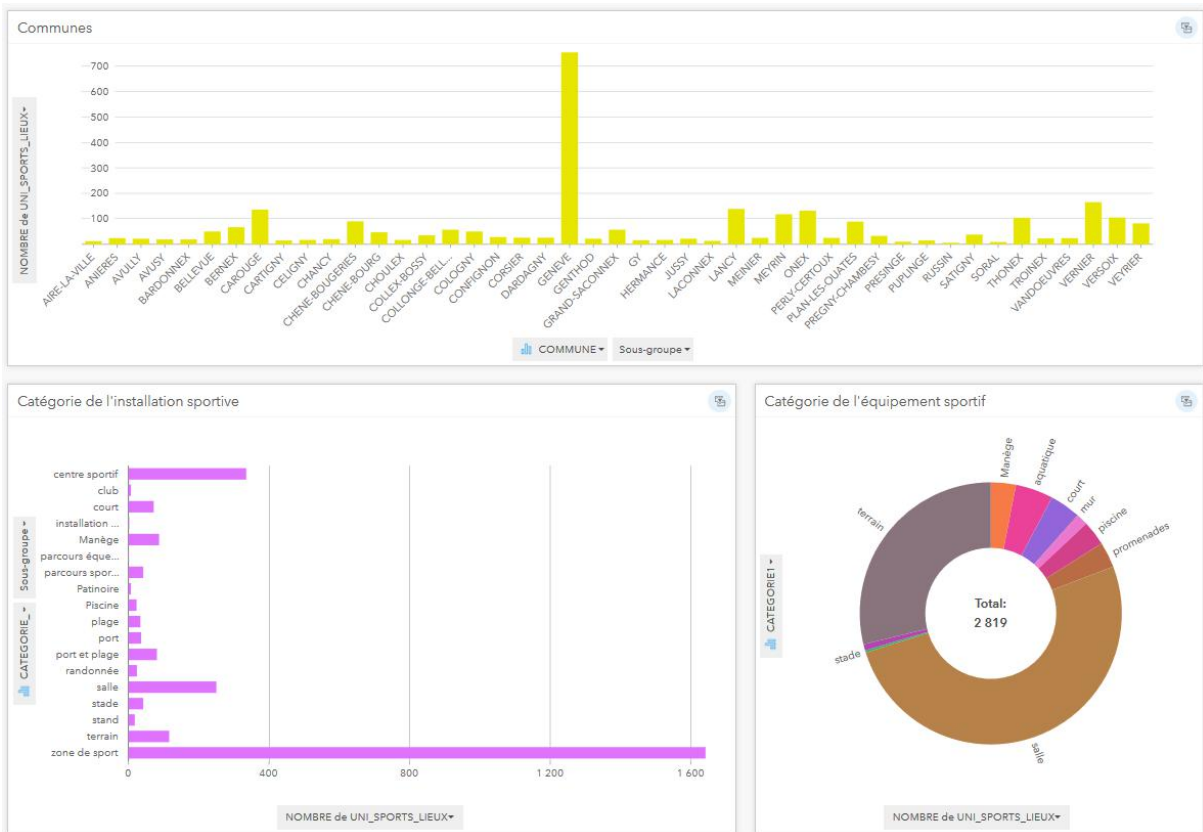 Communes
NOMBRE de UNI_SPORTS_LIEUX
700
600
500
400
300
200
100
AIRE-LA-VILLE
ANIERES
AVULLY
AVUSY
BARDONNEX
BELLEVUE
BERNEX
CAROUGE
CARTIGNY
CELIGNY
CHANCY
CHENE-BOUGERIES
CHENE-BOURG
CHOULEX
COLLEX-BOSSY
COLLONGE-BELL...
COLOGNY
CONFIGNON
CORSIER
DARDAGNY
GENEVE
GENTHOD
GRAND-SACONNEX
GY
HERMANCE
JUSSY
LACONNEX
LANCY
MEINIER
MEYRIN
ONEX
PERLY-CERTOUX
PLAN-LES-OUATES
PREGNY-CHAMBESY
PRESINGE
PUPLINGE
RUSSIN
SATIGNY
SORAL
THONEX
TROINEX
VANDOEUVRES
VERNIER
VERSOIX
VEYRIER
COMMUNE
Sous-groupe
Catégorie de l'installation sportive
Sous-groupe
CATEGORIE_
centre sportif
club
court
installation ...
Manège
parcours éque...
parcours spor...
Patinoire
Piscine
plage
port
port et plage
randonnée
salle
stade
stand
terrain
zone de sport
0
400
800
1 200
1 600
NOMBRE de UNI_SPORTS_LIEUX
Catégorie de l'équipement sportif
CATEGORIE1
Manège
aquatique
court
mur
piscine
promenades
salle
stade
terrain
Total:
2 819
NOMBRE de UNI_SPORTS_LIEUX